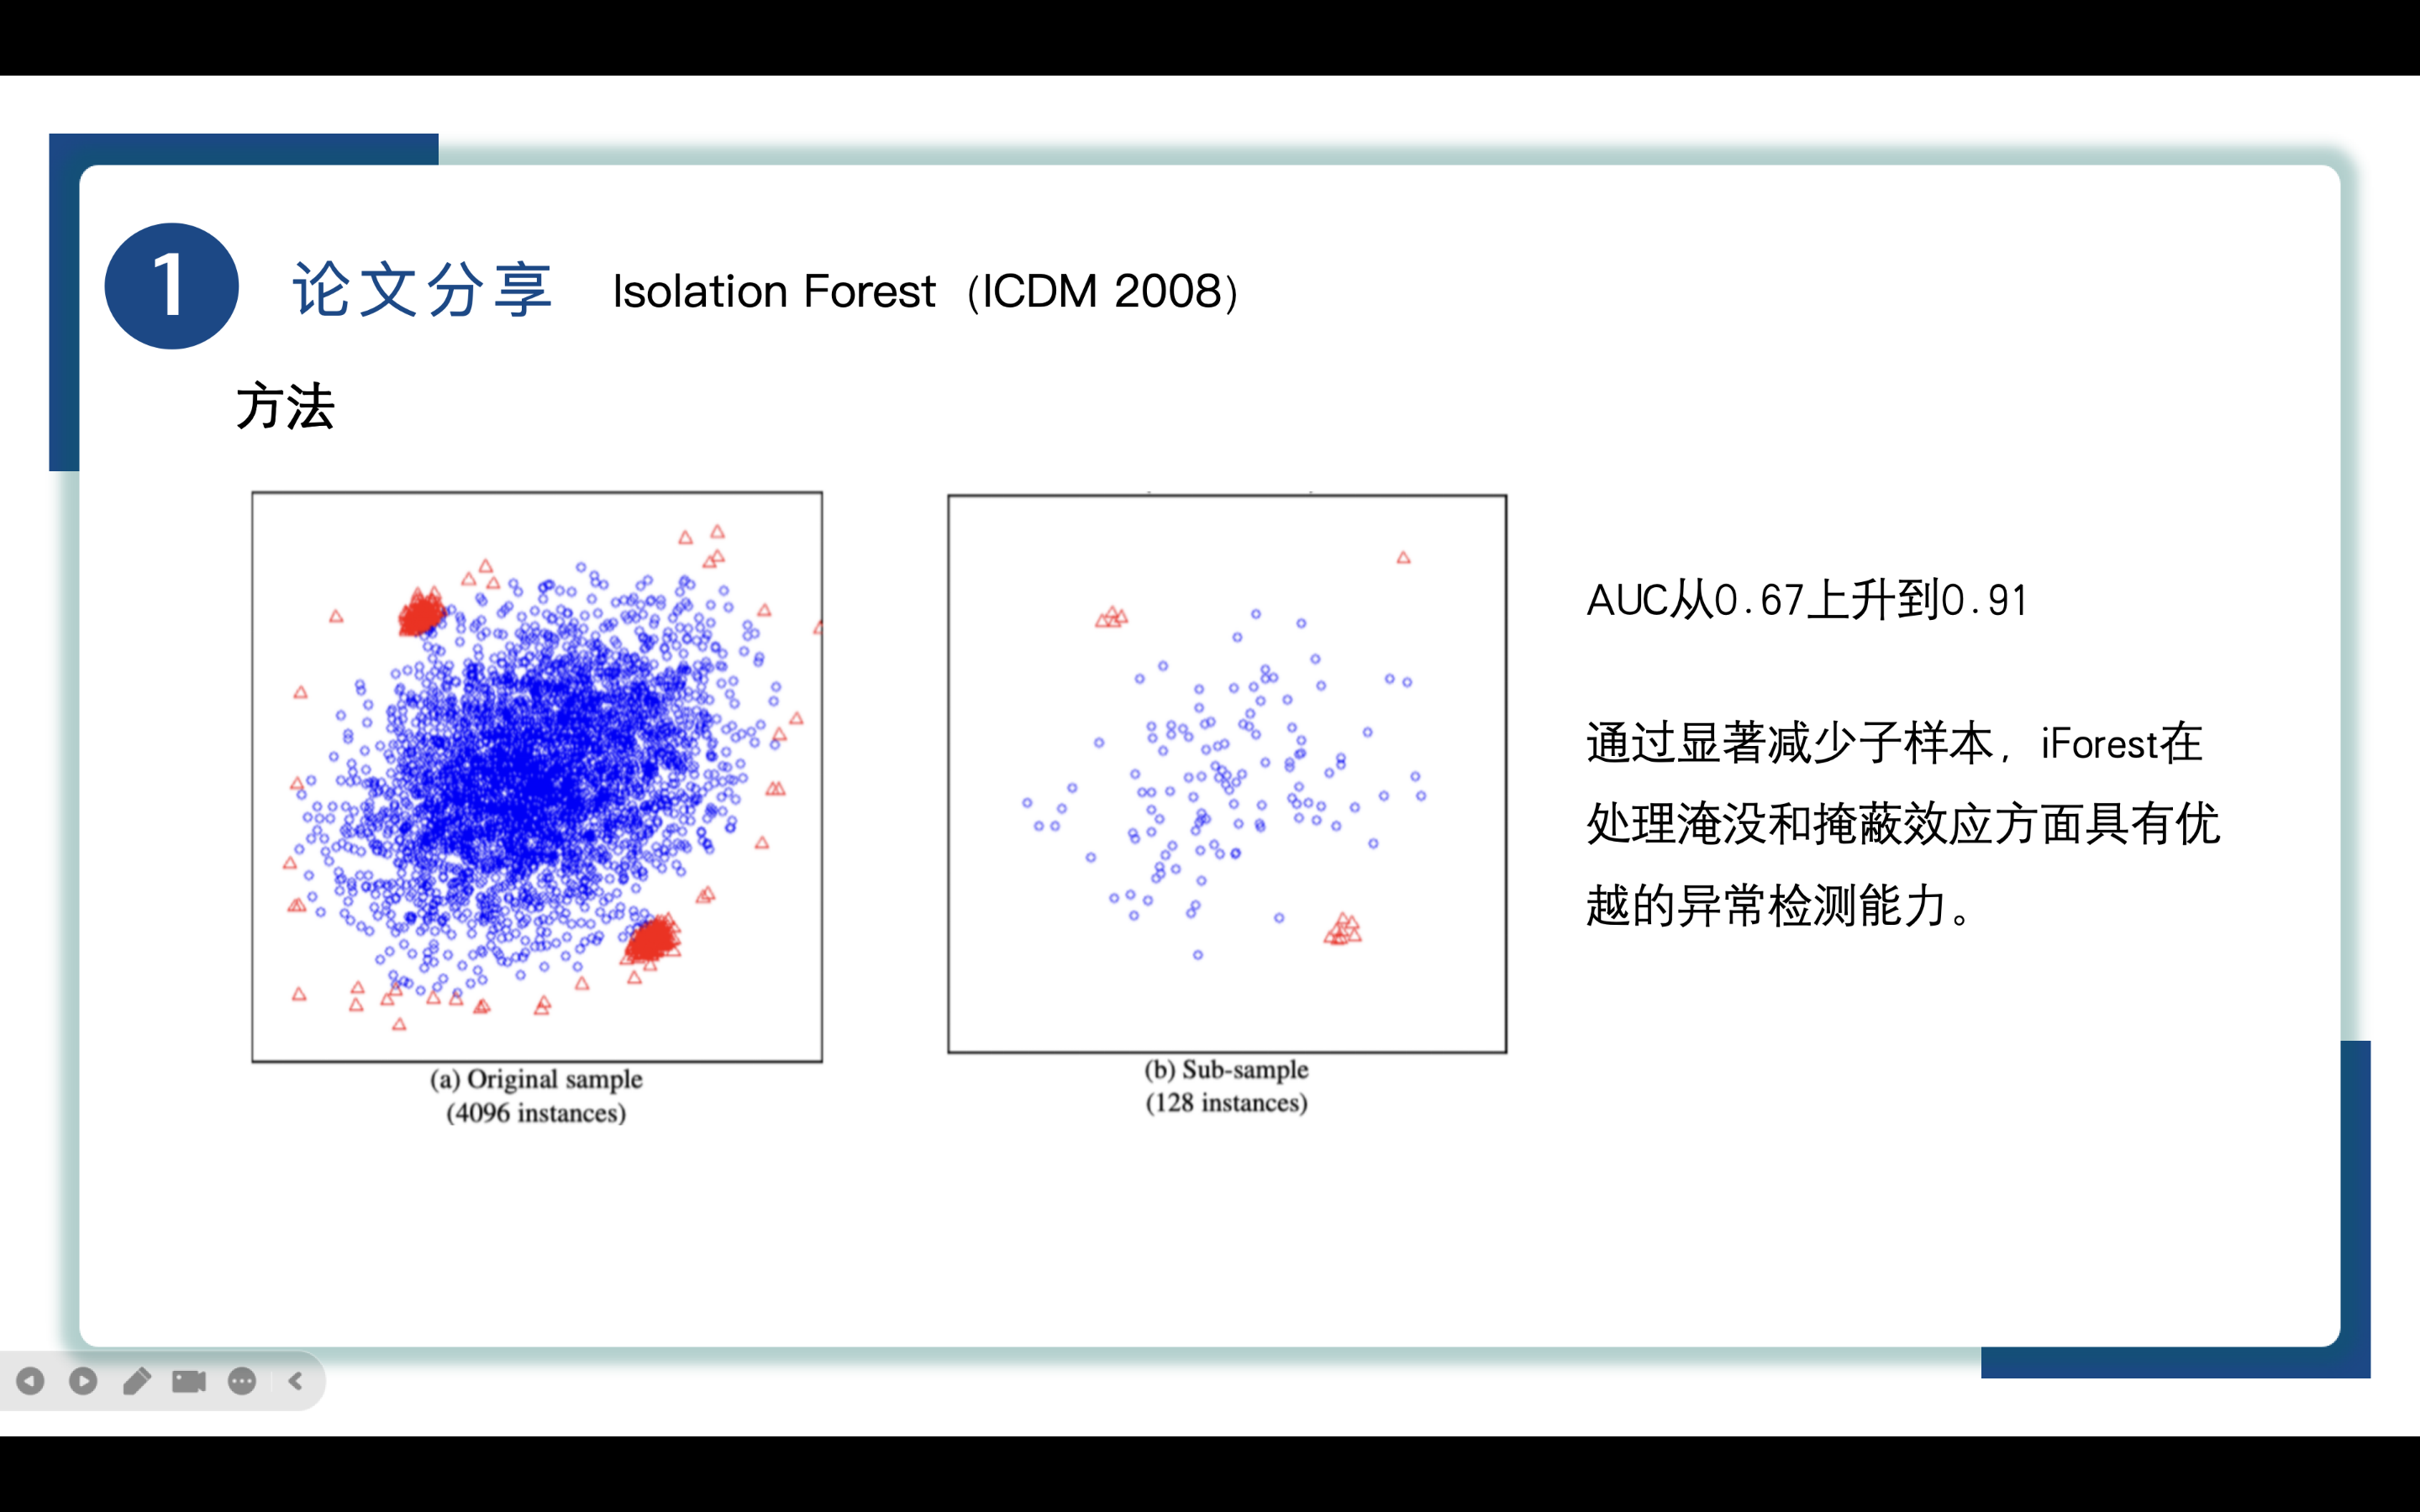 1
论文分享 Isolation Forest（ICDM 2008）
方法
AUC从0.67上升到0.91
通过显著减少子样本，iForest在
处理淹没和掩蔽效应方面具有优
越的异常检测能力。
(a) Original sample
(4096 instances)
(b) Sub-sample
(128 instances)